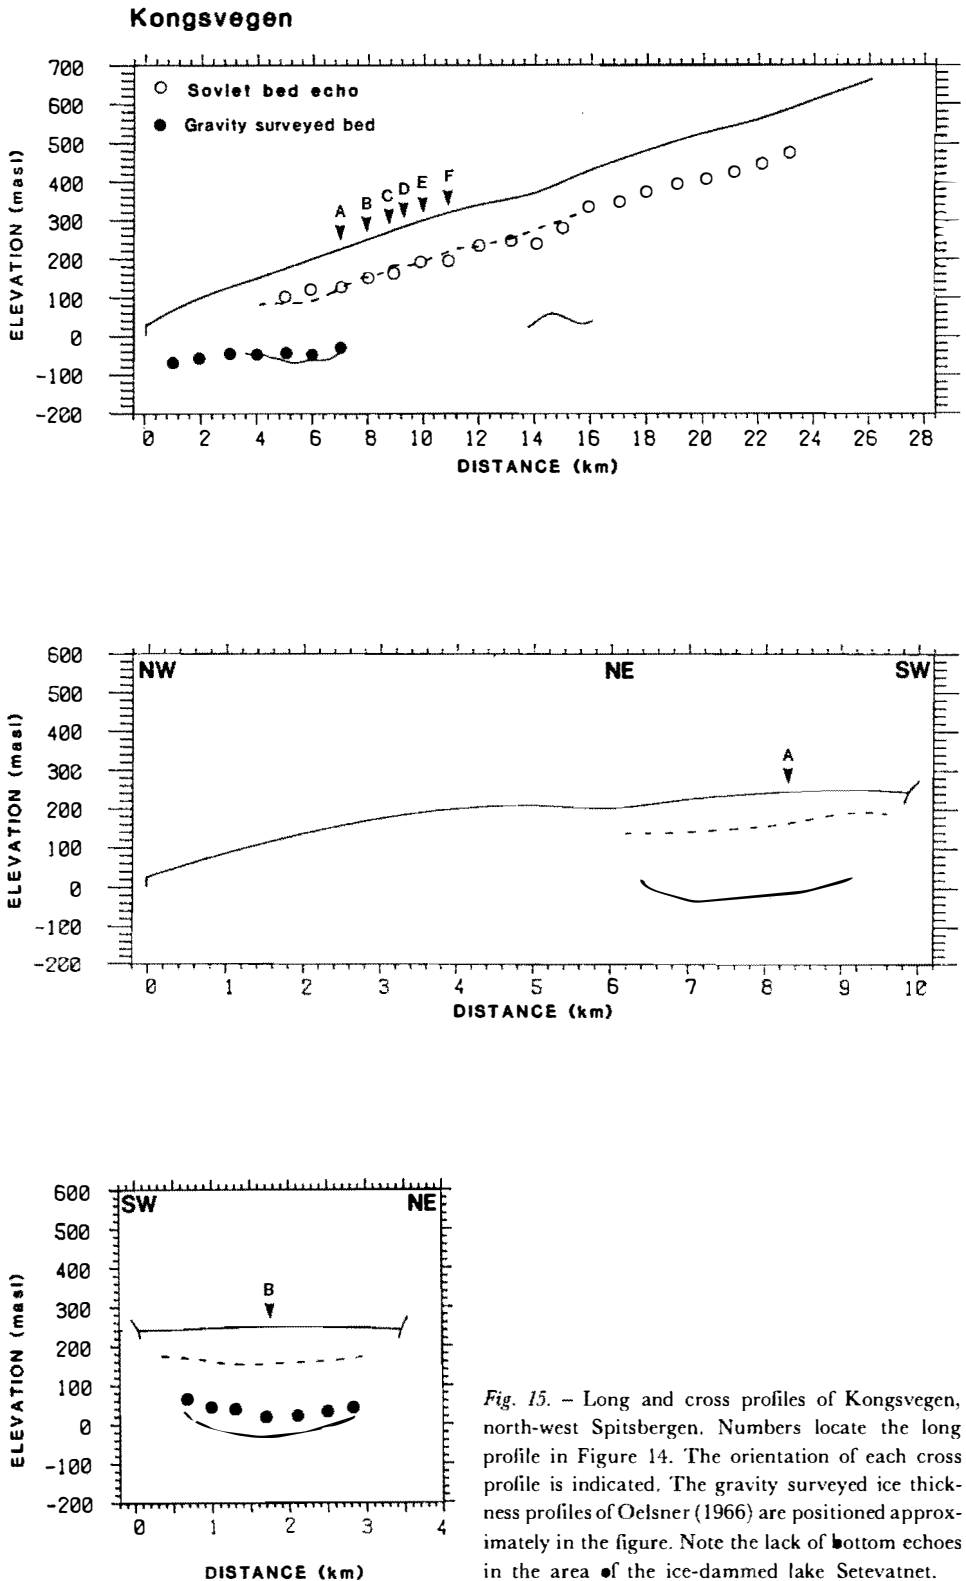 Kongsvegen
700
600
500
400
300
200
100
0
-100
-200
ELEVATION (masl)
Soviet bed echo
Gravity surveyed bed
A B C D E F
0 2 4 6 8 10 12 14 16 18 20 22 24 26 28
DISTANCE (km)
600
500
400
300
200
100
0
-100
-200
ELEVATION (masl)
NW NE SW
A
0 1 2 3 4 5 6 7 8 9 10
DISTANCE (km)
600
500
400
300
200
100
0
-100
-200
ELEVATION (masl)
SW NE
B
0 1 2 3 4
DISTANCE (km)
Fig. 15. – Long and cross profiles of Kongsvegen,
north-west Spitsbergen. Numbers locate the long
profile in Figure 14. The orientation of each cross
profile is indicated. The gravity surveyed ice thick-
ness profiles of Oelsner (1966) are positioned approx-
imately in the figure. Note the lack of bottom echoes
in the area of the ice-dammed lake Setevatnet.